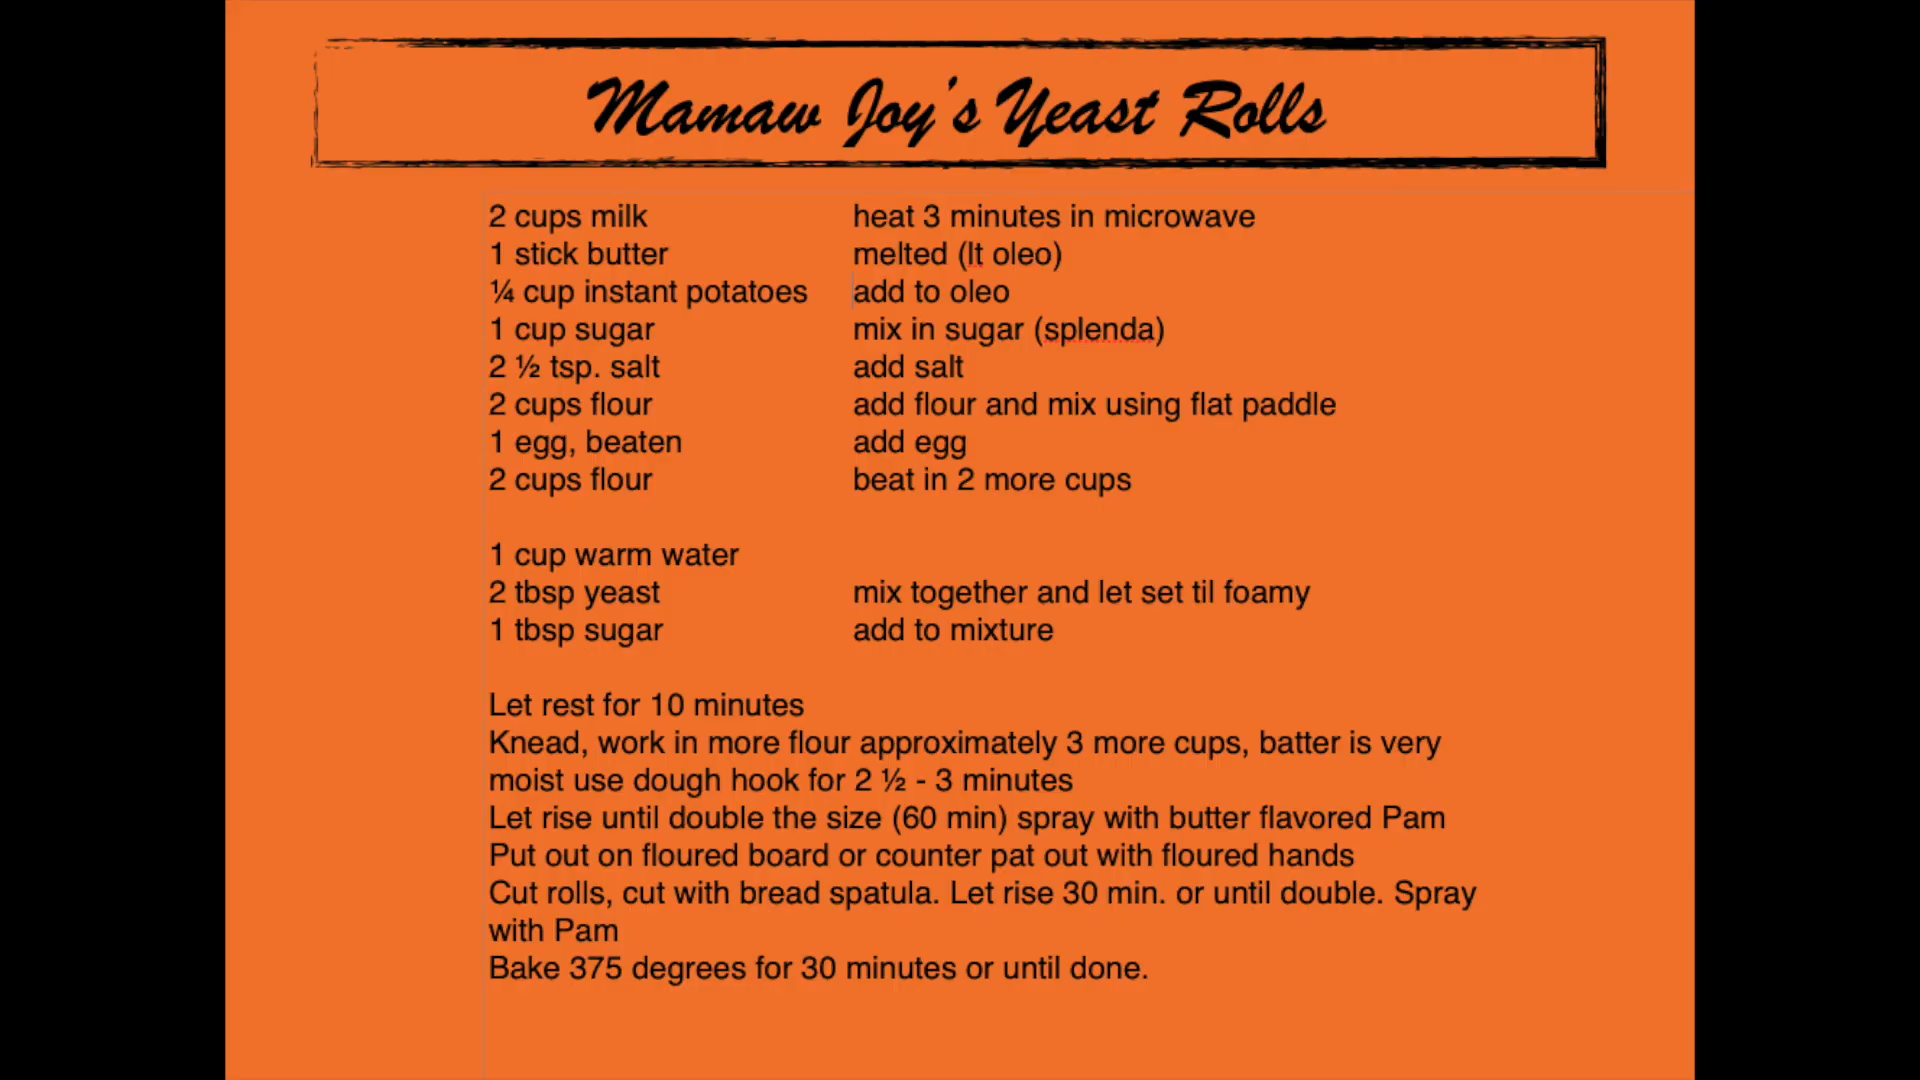 Mamaw Joy's Yeast Rolls
2 cups milk heat 3 minutes in microwave
1 stick butter melted (lt oleo)
¼ cup instant potatoes add to oleo
1 cup sugar mix in sugar (splenda)
2 ½ tsp. salt add salt
2 cups flour add flour and mix using flat paddle
1 egg, beaten add egg
2 cups flour beat in 2 more cups
1 cup warm water
2 tbsp yeast mix together and let set til foamy
1 tbsp sugar add to mixture
Let rest for 10 minutes
Knead, work in more flour approximately 3 more cups, batter is very
moist use dough hook for 2 ½ - 3 minutes
Let rise until double the size (60 min) spray with butter flavored Pam
Put out on floured board or counter pat out with floured hands
Cut rolls, cut with bread spatula. Let rise 30 min. or until double. Spray
with Pam
Bake 375 degrees for 30 minutes or until done.